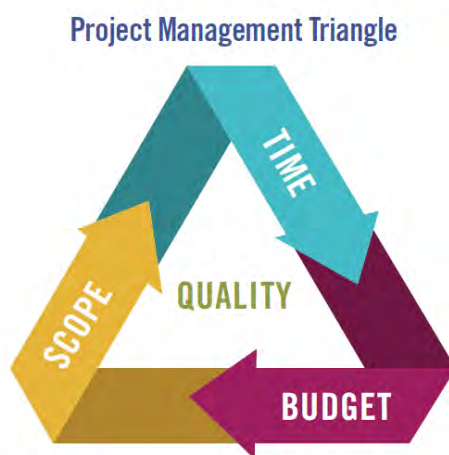 Project Management Triangle
TIME
QUALITY
SCOPE
BUDGET